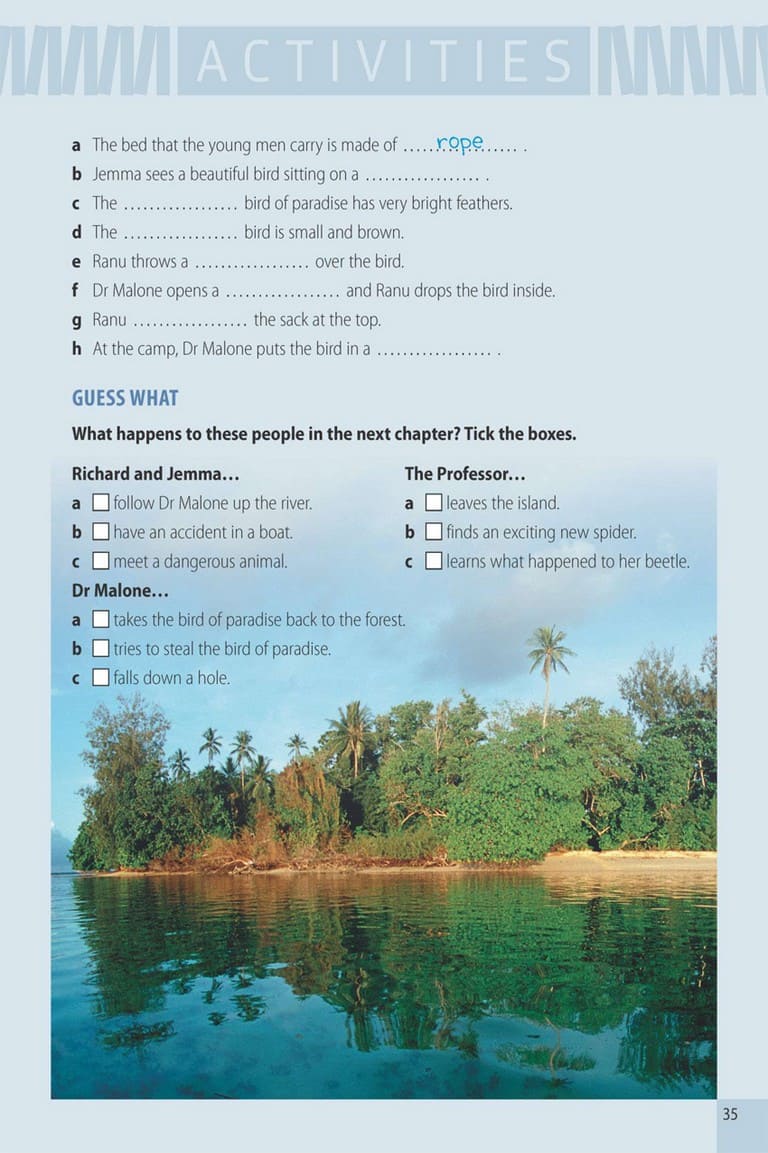 ACTIVITIES
a The bed that the young men carry is made of ......rope...... .
b Jemma sees a beautiful bird sitting on a .................. .
c The .................. bird of paradise has very bright feathers.
d The .................. bird is small and brown.
e Ranu throws a .................. over the bird.
f Dr Malone opens a .................. and Ranu drops the bird inside.
g Ranu .................. the sack at the top.
h At the camp, Dr Malone puts the bird in a .................. .
GUESS WHAT
What happens to these people in the next chapter? Tick the boxes.
Richard and Jemma...
a follow Dr Malone up the river.
b have an accident in a boat.
c meet a dangerous animal.
Dr Malone...
a takes the bird of paradise back to the forest.
b tries to steal the bird of paradise.
c falls down a hole.
The Professor...
a leaves the island.
b finds an exciting new spider.
c learns what happened to her beetle.
35